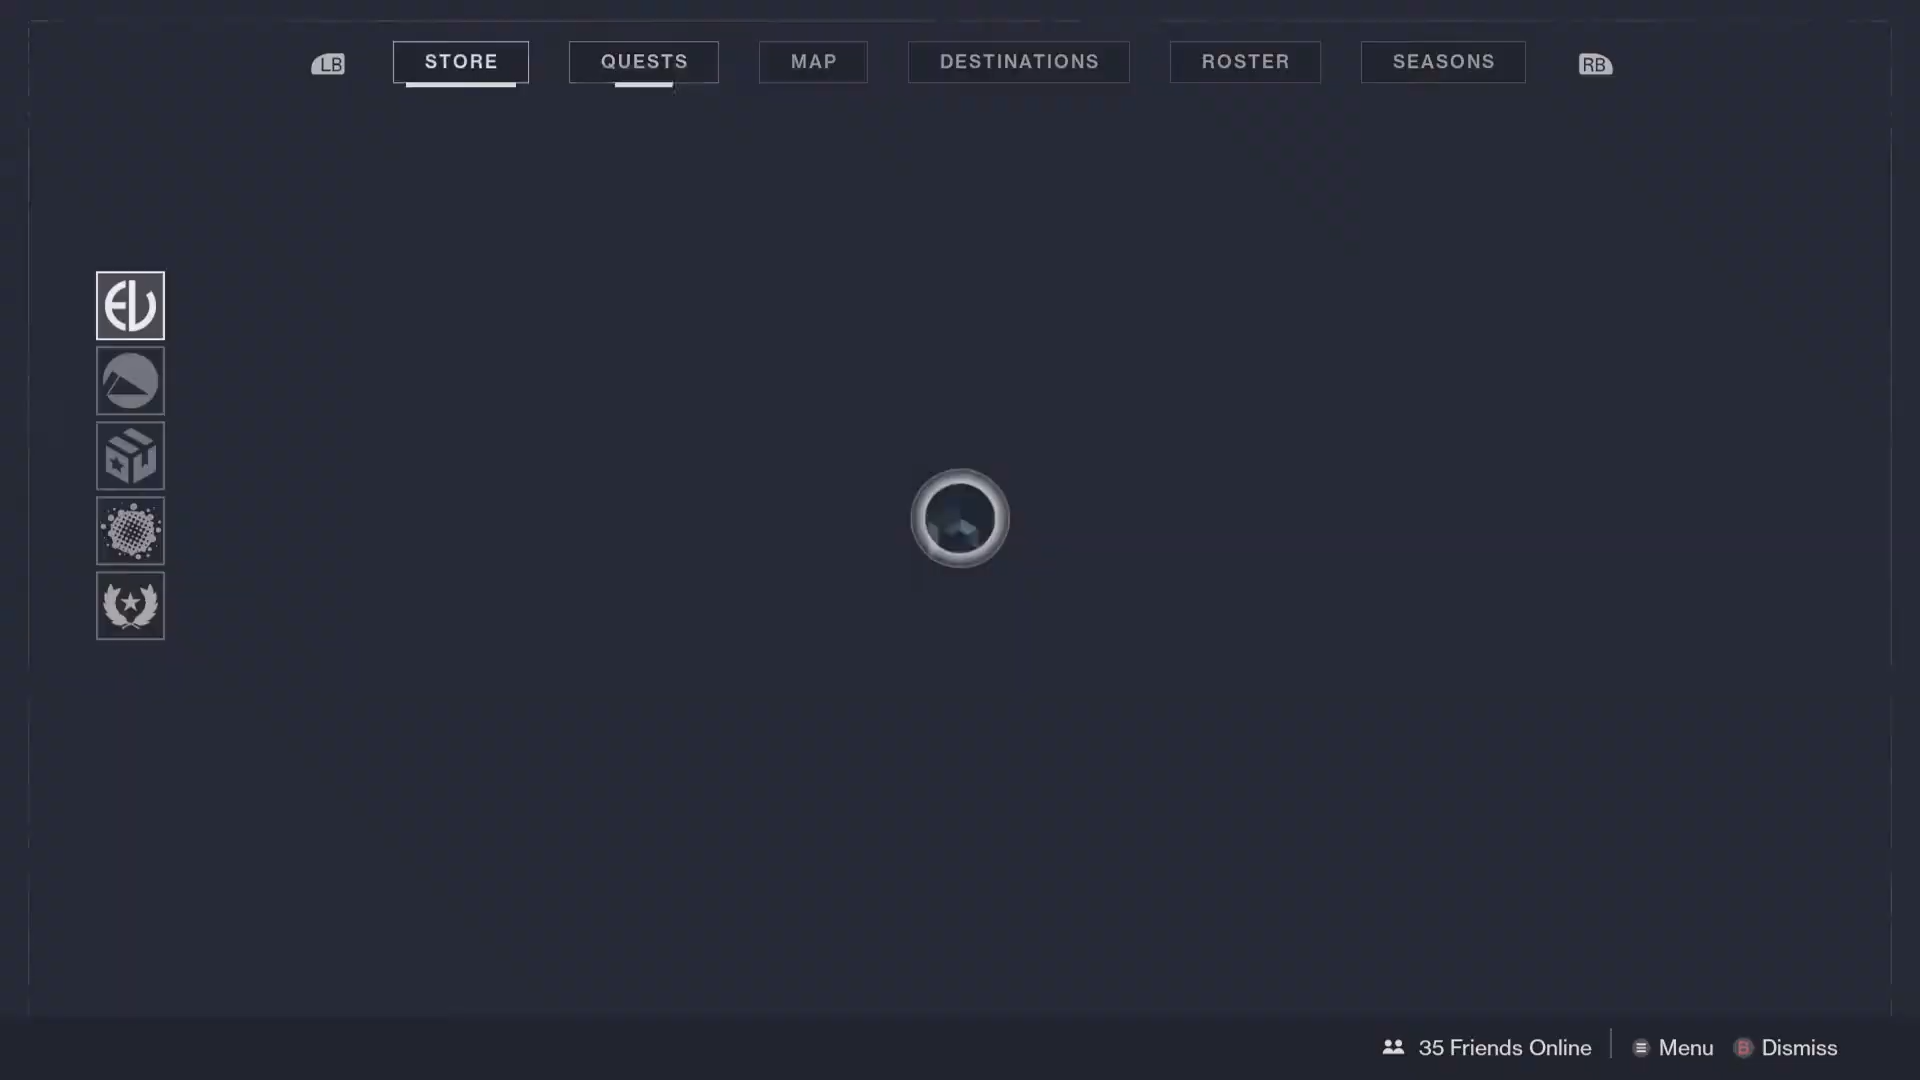 LB STORE QUESTS MAP DESTINATIONS ROSTER SEASONS RB
35 Friends Online Menu B Dismiss